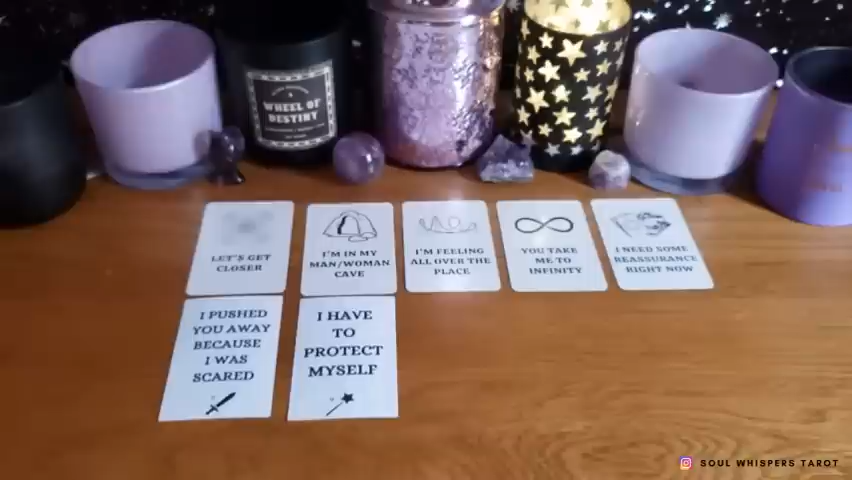 WHEEL OF
DESTINY
LET'S GET
CLOSER
I'M IN MY
MAN/WOMAN
CAVE
I'M FEELING
ALL OVER THE
PLACE
YOU TAKE
ME TO
INFINITY
I NEED SOME
REASSURANCE
RIGHT NOW
I PUSHED
YOU AWAY
BECAUSE
I WAS
SCARED
I HAVE
TO
PROTECT
MYSELF
SOUL WHISPERS TAROT